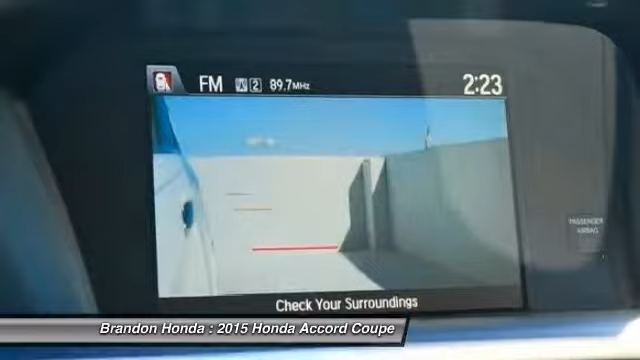 FM 2 89.7MHz 2:23
PASSENGER
AIRBAG
Check Your Surroundings
Brandon Honda : 2015 Honda Accord Coupe